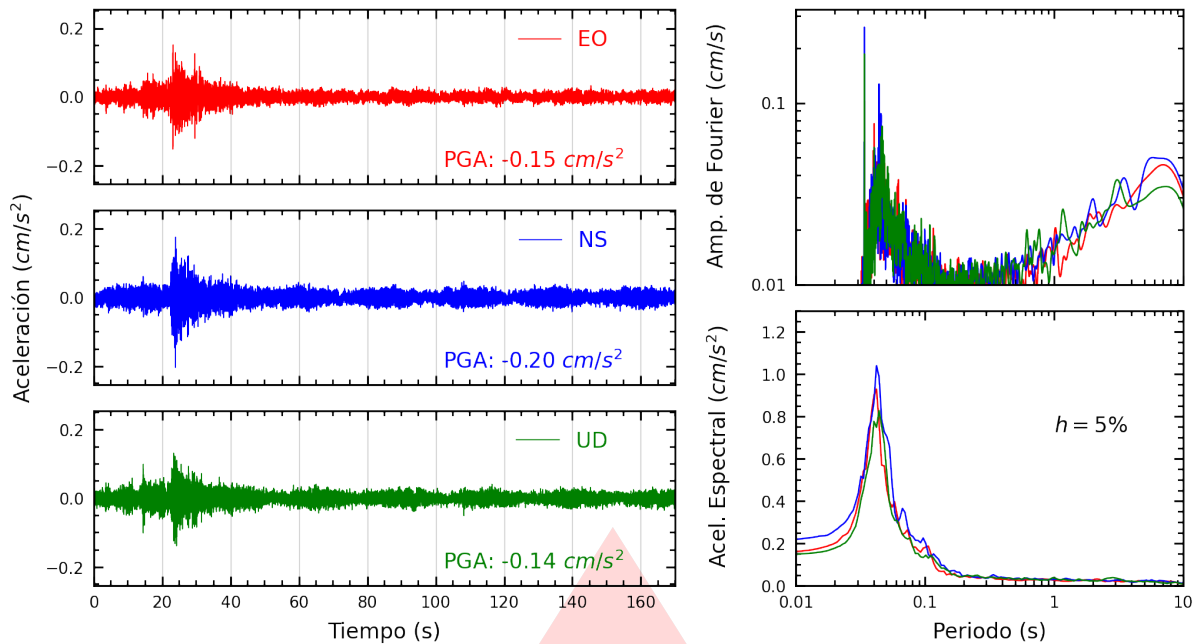 Aceleración (cm/s²)
0.2
0.0
−0.2
EO
PGA: -0.15 cm/s²
0.2
0.0
−0.2
NS
PGA: -0.20 cm/s²
0.2
0.0
−0.2
UD
PGA: -0.14 cm/s²
0 20 40 60 80 100 120 140 160
Tiempo (s)
Amp. de Fourier (cm/s)
0.1
0.01
Acel. Espectral (cm/s²)
1.2
1.0
0.8
0.6
0.4
0.2
0.0
h = 5%
0.01 0.1 1 10
Periodo (s)